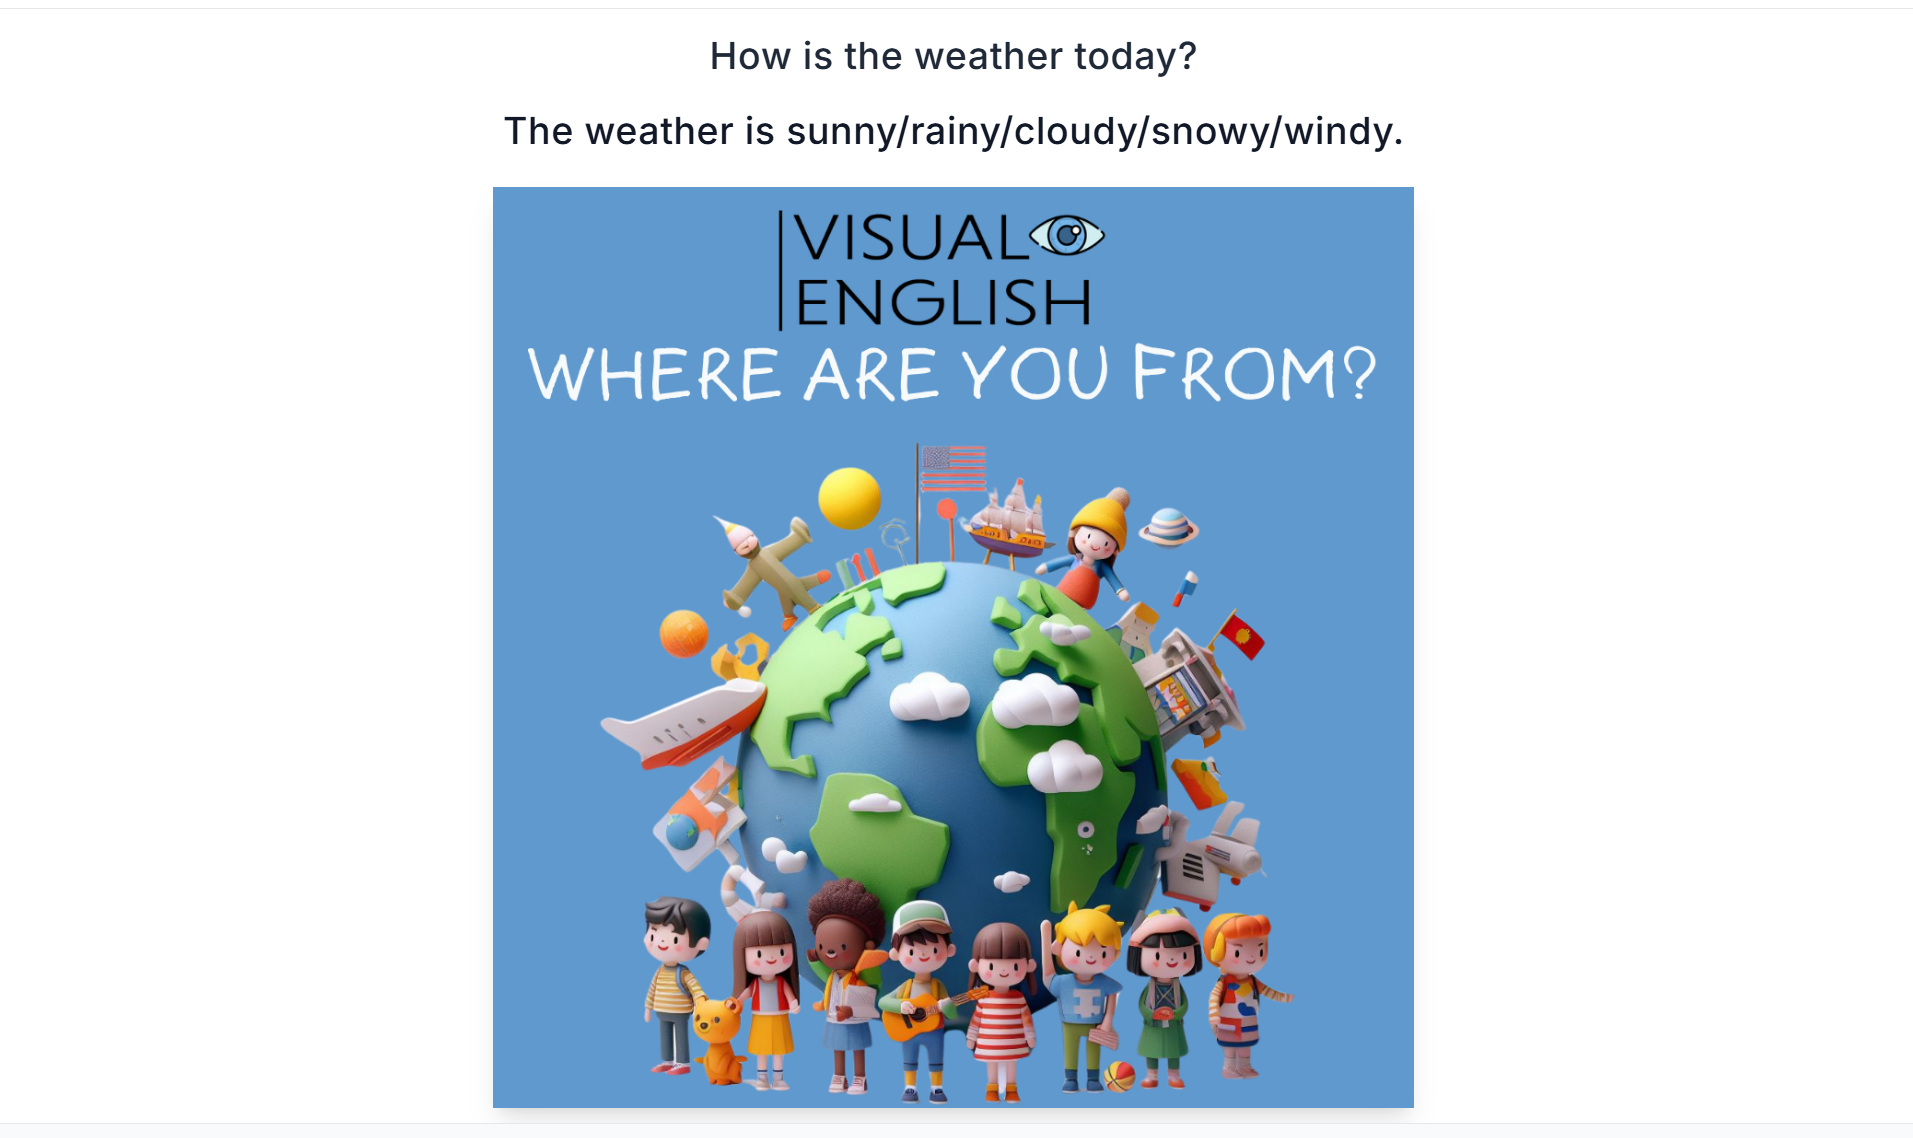 How is the weather today?
The weather is sunny/rainy/cloudy/snowy/windy.
VISUAL
ENGLISH
WHERE ARE YOU FROM?